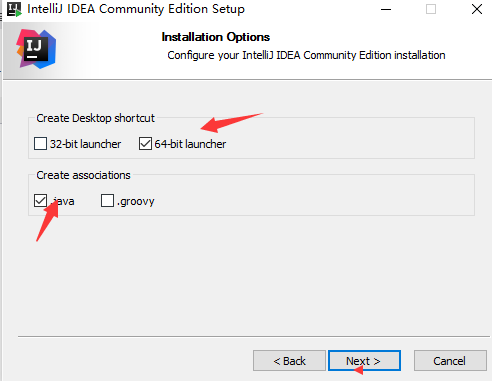 IntelliJ IDEA Community Edition Setup
IJ
Installation Options
Configure your IntelliJ IDEA Community Edition installation
Create Desktop shortcut
32-bit launcher 64-bit launcher
Create associations
.java .groovy
< Back Next > Cancel